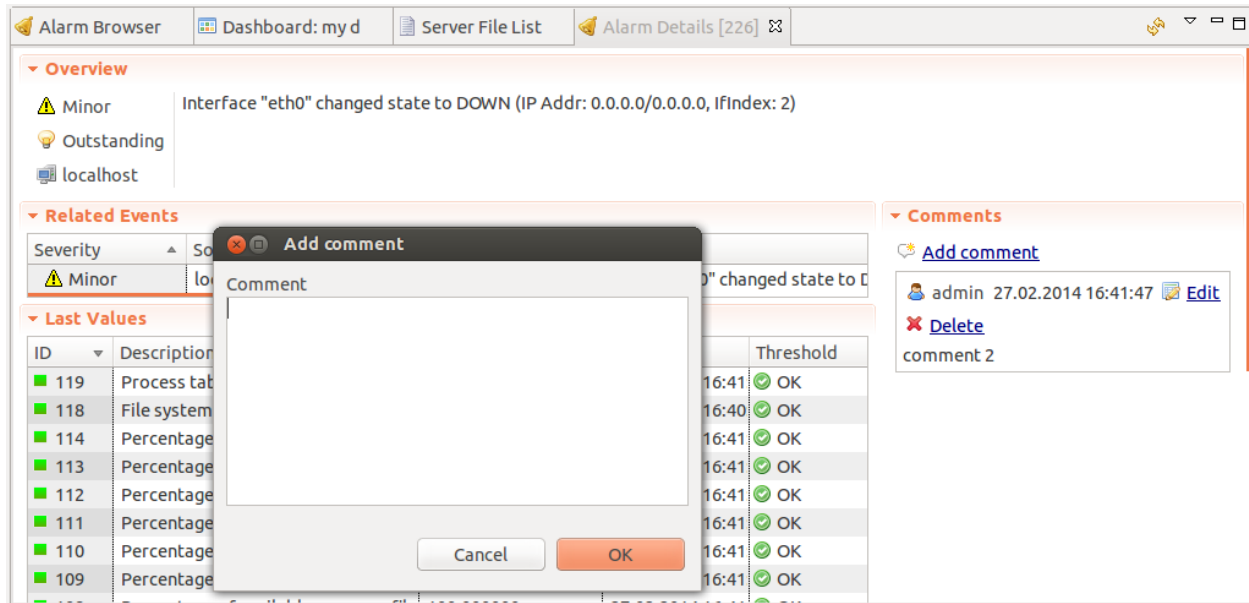 Alarm Browser Dashboard: my d Server File List Alarm Details [226]
Overview
Minor Interface "eth0" changed state to DOWN (IP Addr: 0.0.0.0/0.0.0.0, IfIndex: 2)
Outstanding
localhost
Related Events Comments
Severity So Add comment
Add comment
Minor lo Comment 0" changed state to D
admin 27.02.2014 16:41:47 Edit
Last Values
Delete
ID Description Threshold
comment 2
119 Process tab 16:41 OK
118 File system 16:40 OK
114 Percentage 16:41 OK
113 Percentage 16:41 OK
112 Percentage 16:41 OK
111 Percentage 16:41 OK
110 Percentage 16:41 OK
Cancel OK
109 Percentage 16:41 OK